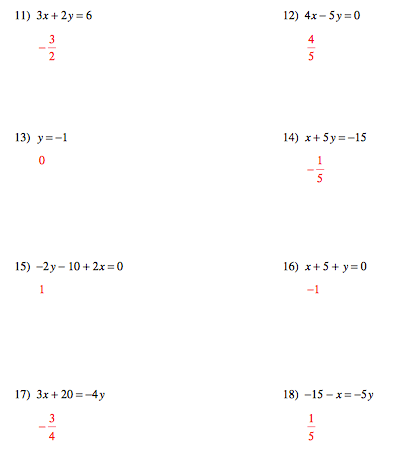 11) 3x + 2y = 6
12) 4x − 5y = 0
−3/2
4/5
13) y = −1
14) x + 5y = −15
0
−1/5
15) −2y − 10 + 2x = 0
16) x + 5 + y = 0
1
−1
17) 3x + 20 = −4y
18) −15 − x = −5y
−3/4
1/5